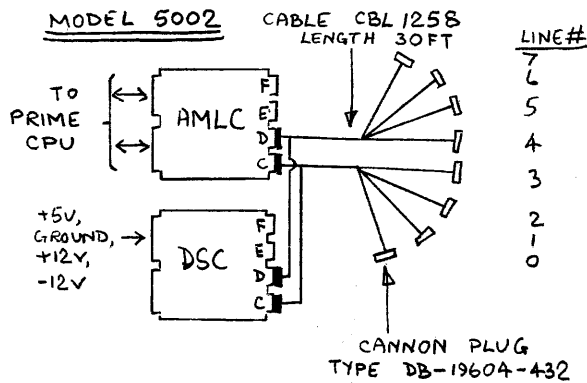 MODEL 5002
CABLE CBL 1258
LENGTH 30FT
LINE#
7
6
5
4
3
2
1
0
TO
PRIME
CPU
AMLC
F
E
D
C
+5V,
GROUND,
+12V,
-12V
DSC
F
E
D
C
CANNON PLUG
TYPE DB-19604-432